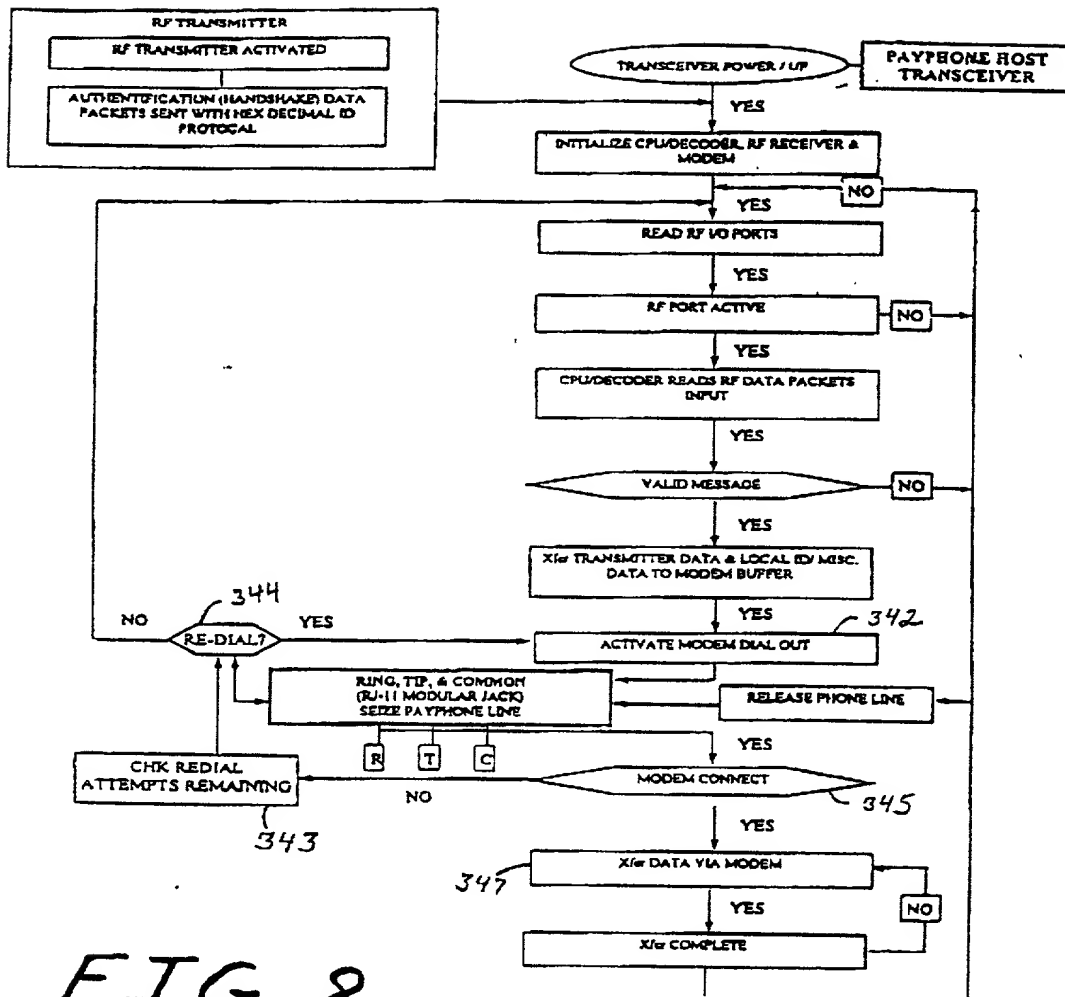 RF TRANSMITTER
RF TRANSMITTER ACTIVATED
AUTHENTIFICATION (HANDSHAKE) DATA
PACKETS SENT WITH HEX DECIMAL ID
PROTOCAL
TRANSCEIVER POWER / UP
PAYPHONE HOST
TRANSCEIVER
YES
INITIALIZE CPU/DECODER, RF RECEIVER &
MODEM
NO
YES
READ RF I/O PORTS
YES
RF PORT ACTIVE
NO
YES
CPU/DECODER READS RF DATA PACKETS
INPUT
YES
VALID MESSAGE
NO
YES
Xfer TRANSMITTER DATA & LOCAL ID/ MISC.
DATA TO MODEM BUFFER
YES
344
NO
RE-DIAL?
YES
342
ACTIVATE MODEM DIAL OUT
RING, TIP, & COMMON
(RJ-11 MODULAR JACK)
SEIZE PAYPHONE LINE
RELEASE PHONE LINE
R
T
C
YES
CHK REDIAL
ATTEMPTS REMAINING
343
NO
MODEM CONNECT
345
YES
347
Xfer DATA VIA MODEM
YES
NO
Xfer COMPLETE
FIG. 8